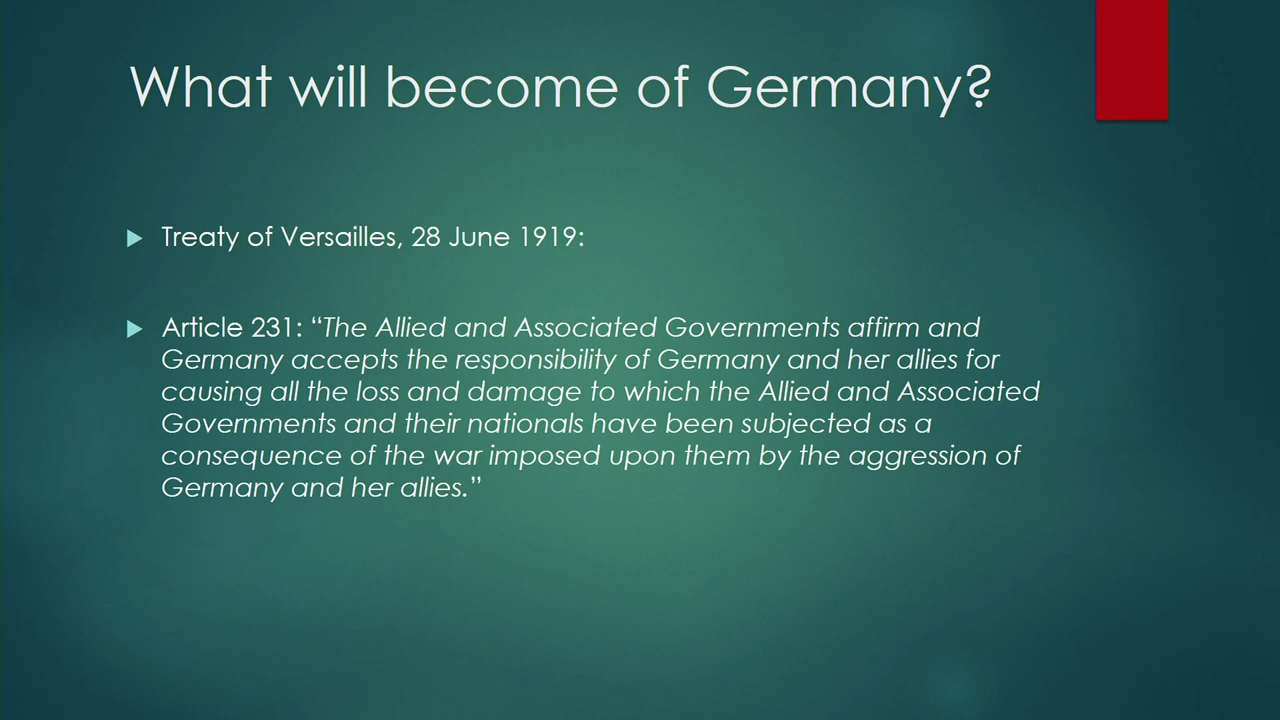 What will become of Germany?
Treaty of Versailles, 28 June 1919:
Article 231: “The Allied and Associated Governments affirm and
Germany accepts the responsibility of Germany and her allies for
causing all the loss and damage to which the Allied and Associated
Governments and their nationals have been subjected as a
consequence of the war imposed upon them by the aggression of
Germany and her allies.”